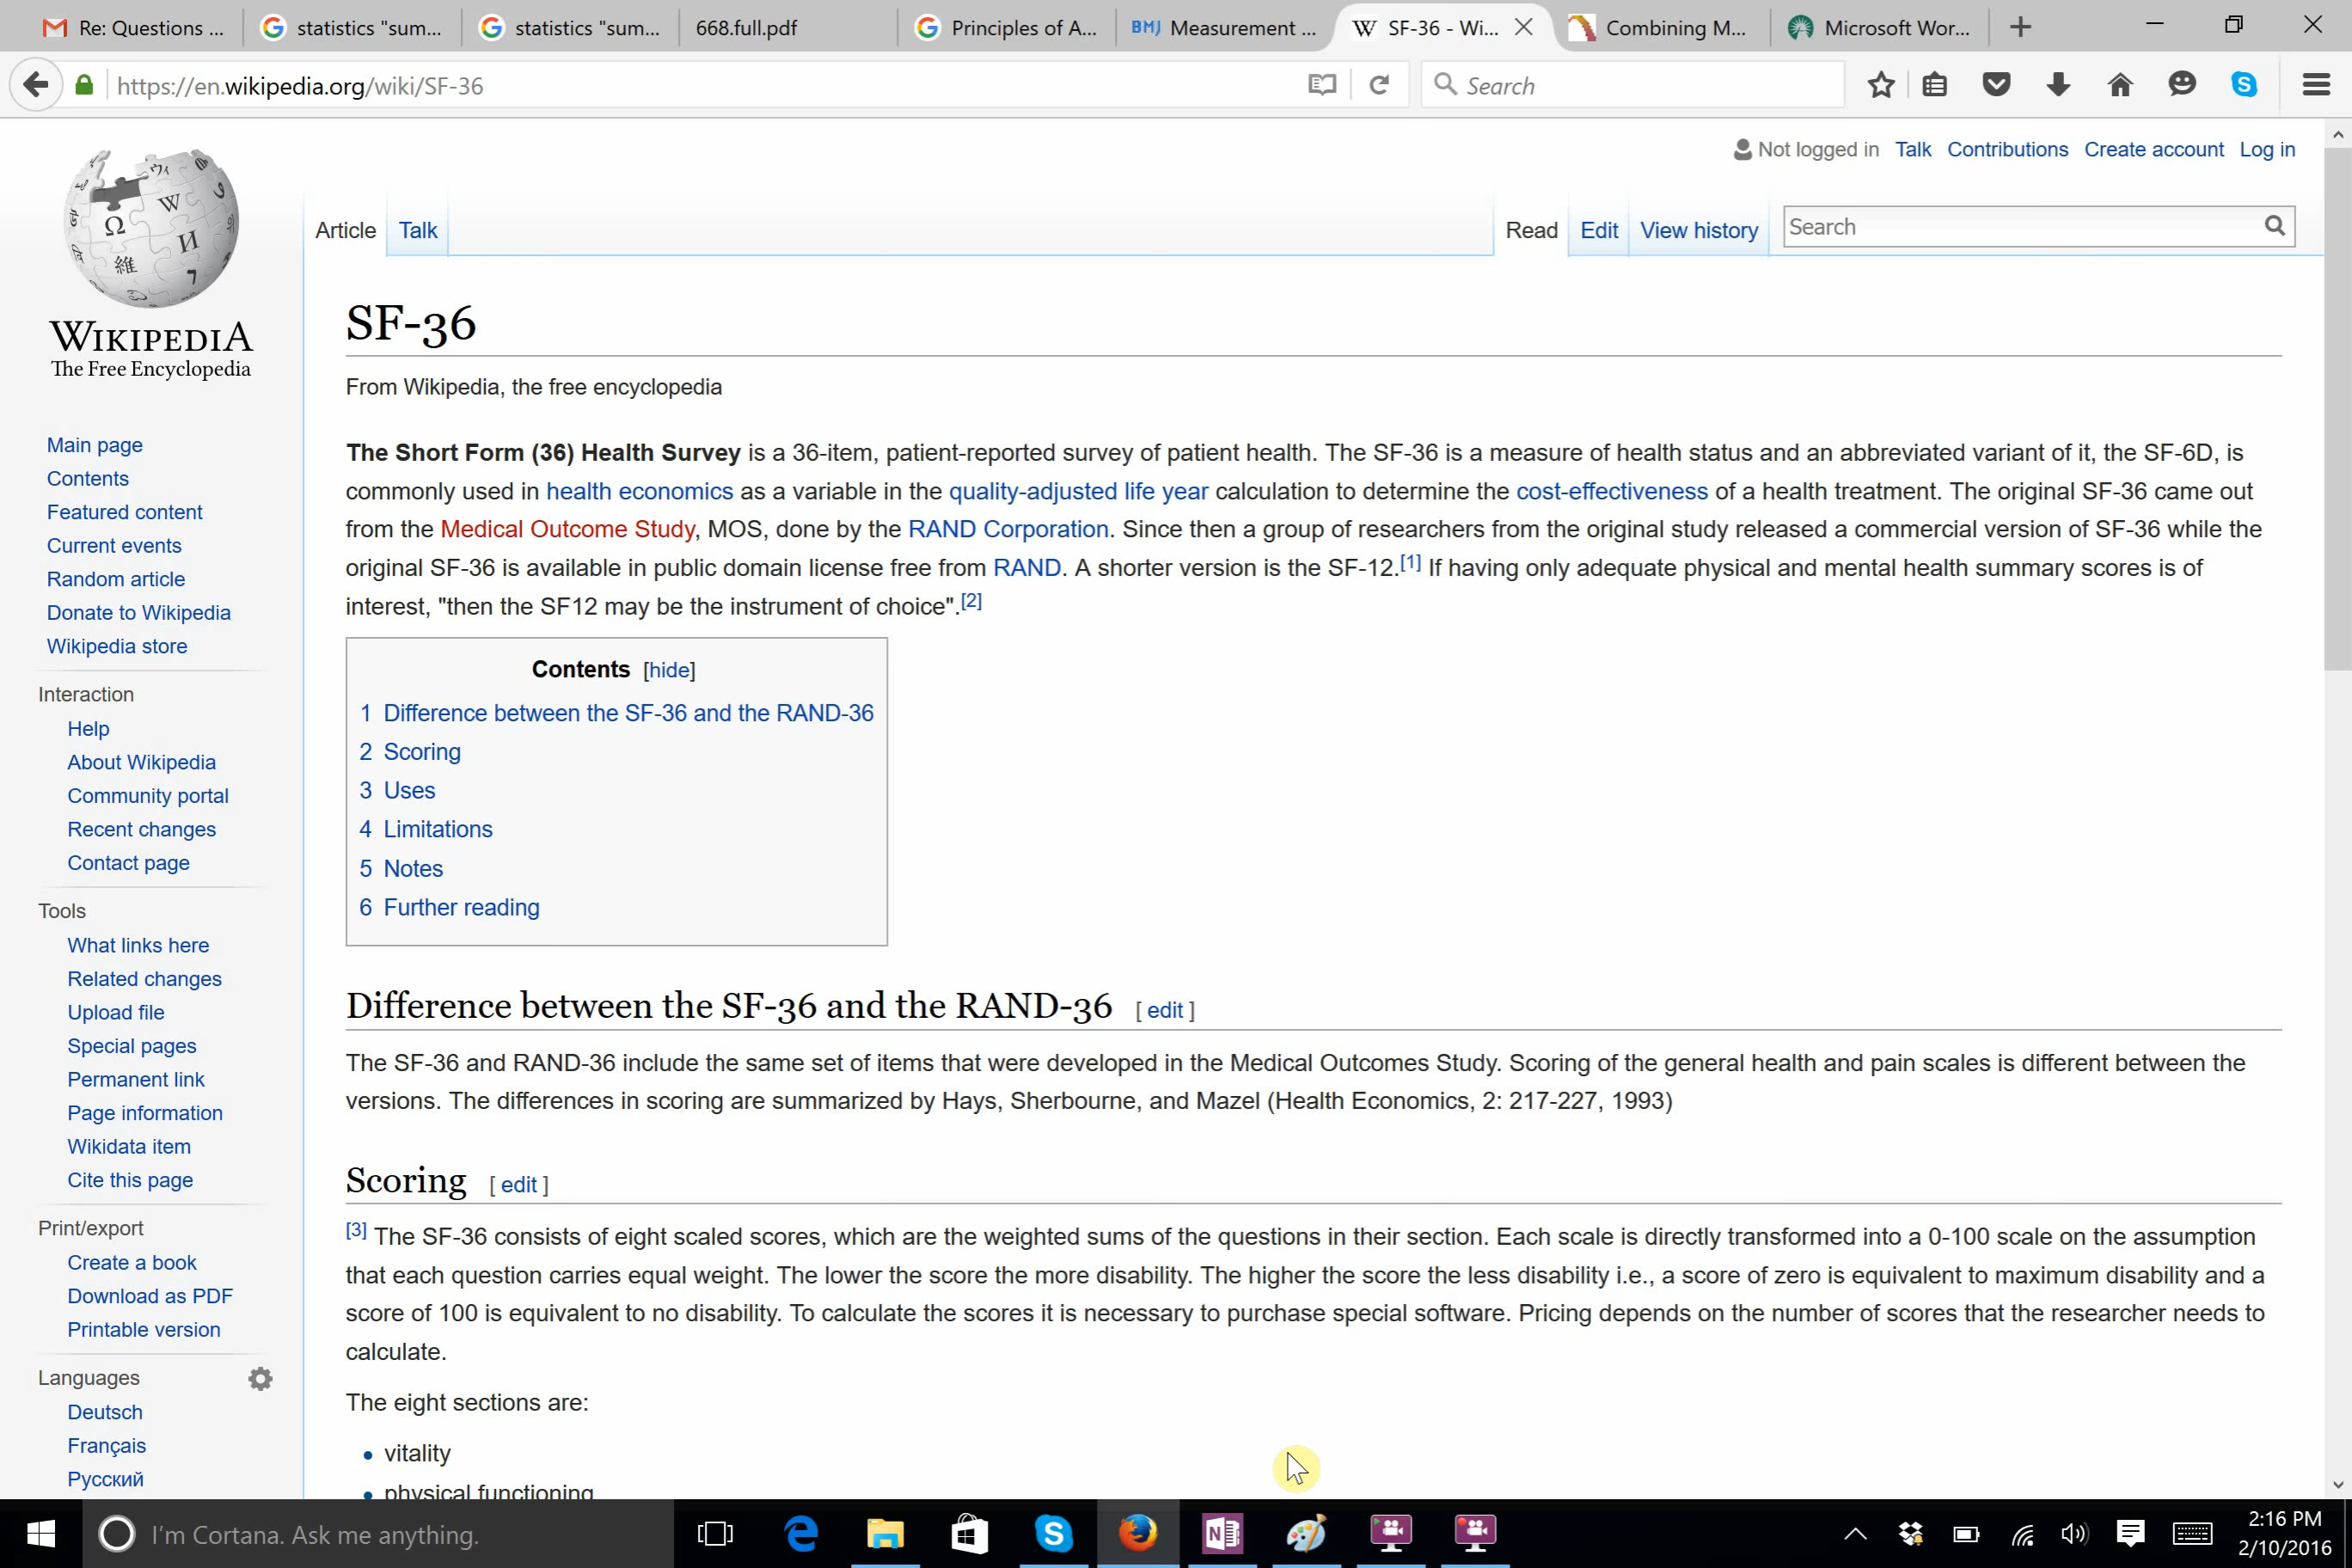 Re: Questions ...
statistics "sum...
statistics "sum...
668.full.pdf
Principles of A...
BMJ Measurement ...
W SF-36 - Wi...
Combining M...
Microsoft Wor...
https://en.wikipedia.org/wiki/SF-36
Search
Not logged in Talk Contributions Create account Log in
Article Talk
Read Edit View history
Search
WIKIPEDIA
The Free Encyclopedia
Main page
Contents
Featured content
Current events
Random article
Donate to Wikipedia
Wikipedia store
Interaction
Help
About Wikipedia
Community portal
Recent changes
Contact page
Tools
What links here
Related changes
Upload file
Special pages
Permanent link
Page information
Wikidata item
Cite this page
Print/export
Create a book
Download as PDF
Printable version
Languages
Deutsch
Français
Русский
SF-36
From Wikipedia, the free encyclopedia
The Short Form (36) Health Survey is a 36-item, patient-reported survey of patient health. The SF-36 is a measure of health status and an abbreviated variant of it, the SF-6D, is
commonly used in health economics as a variable in the quality-adjusted life year calculation to determine the cost-effectiveness of a health treatment. The original SF-36 came out
from the Medical Outcome Study, MOS, done by the RAND Corporation. Since then a group of researchers from the original study released a commercial version of SF-36 while the
original SF-36 is available in public domain license free from RAND. A shorter version is the SF-12.[1] If having only adequate physical and mental health summary scores is of
interest, "then the SF12 may be the instrument of choice".[2]
Contents [hide]
1 Difference between the SF-36 and the RAND-36
2 Scoring
3 Uses
4 Limitations
5 Notes
6 Further reading
Difference between the SF-36 and the RAND-36 [ edit ]
The SF-36 and RAND-36 include the same set of items that were developed in the Medical Outcomes Study. Scoring of the general health and pain scales is different between the
versions. The differences in scoring are summarized by Hays, Sherbourne, and Mazel (Health Economics, 2: 217-227, 1993)
Scoring [ edit ]
[3] The SF-36 consists of eight scaled scores, which are the weighted sums of the questions in their section. Each scale is directly transformed into a 0-100 scale on the assumption
that each question carries equal weight. The lower the score the more disability. The higher the score the less disability i.e., a score of zero is equivalent to maximum disability and a
score of 100 is equivalent to no disability. To calculate the scores it is necessary to purchase special software. Pricing depends on the number of scores that the researcher needs to
calculate.
The eight sections are:
• vitality
• physical functioning
I'm Cortana. Ask me anything.
2:16 PM
2/10/2016